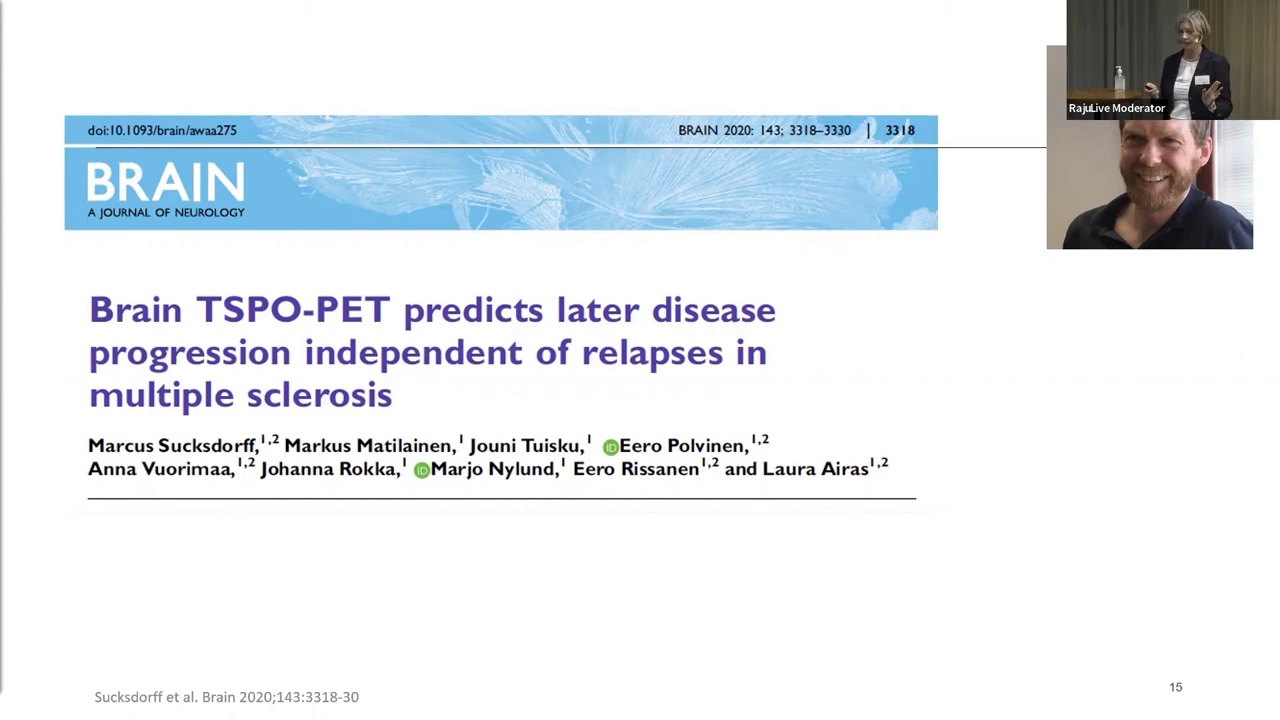 RajuLive Moderator
doi:10.1093/brain/awaa275
BRAIN 2020: 143; 3318–3330 | 3318
BRAIN
A JOURNAL OF NEUROLOGY
Brain TSPO-PET predicts later disease
progression independent of relapses in
multiple sclerosis
Marcus Sucksdorff,1,2 Markus Matilainen,1 Jouni Tuisku,1 iD Eero Polvinen,1,2
Anna Vuorimaa,1,2 Johanna Rokka,1 iD Marjo Nylund,1 Eero Rissanen1,2 and Laura Airas1,2
Sucksdorff et al. Brain 2020;143:3318-30
15